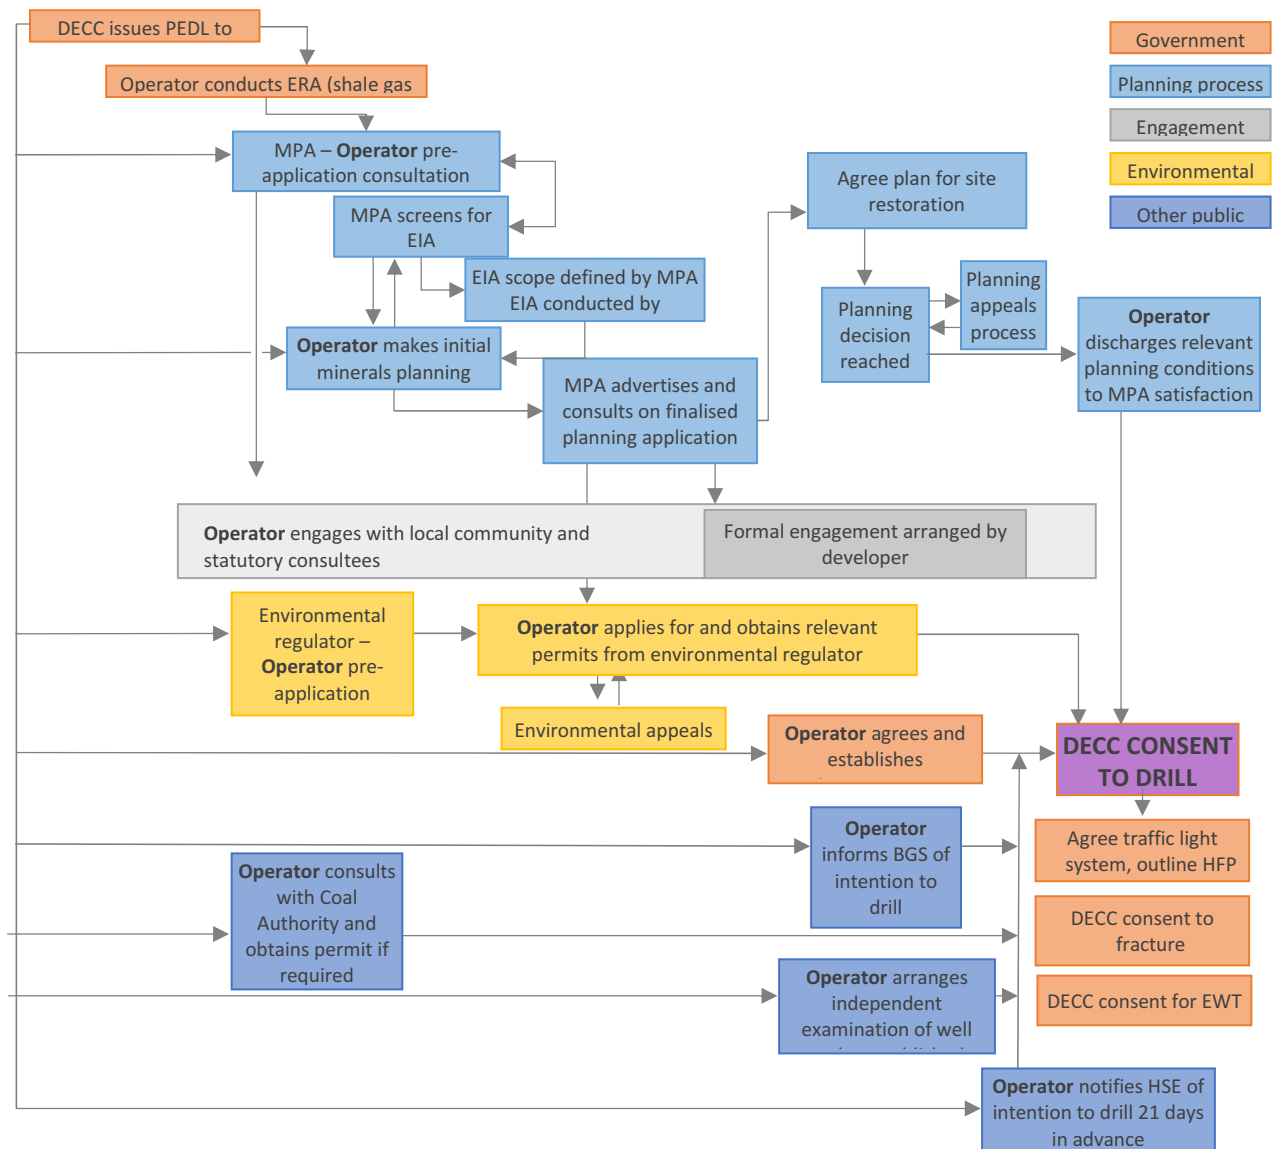 DECC issues PEDL to
Operator conducts ERA (shale gas
MPA – Operator pre-
application consultation
MPA screens for
EIA
EIA scope defined by MPA
EIA conducted by
Operator makes initial
minerals planning
MPA advertises and
consults on finalised
planning application
Agree plan for site
restoration
Planning
decision
reached
Planning
appeals
process
Operator
discharges relevant
planning conditions
to MPA satisfaction
Government
Planning process
Engagement
Environmental
Other public
Operator engages with local community and
statutory consultees
Formal engagement arranged by
developer
Environmental
regulator –
Operator pre-
application
Operator applies for and obtains relevant
permits from environmental regulator
Environmental appeals
Operator agrees and
establishes
DECC CONSENT
TO DRILL
Operator
informs BGS of
intention to
drill
Agree traffic light
system, outline HFP
Operator consults
with Coal
Authority and
obtains permit if
required
DECC consent to
fracture
Operator arranges
independent
examination of well
DECC consent for EWT
Operator notifies HSE of
intention to drill 21 days
in advance